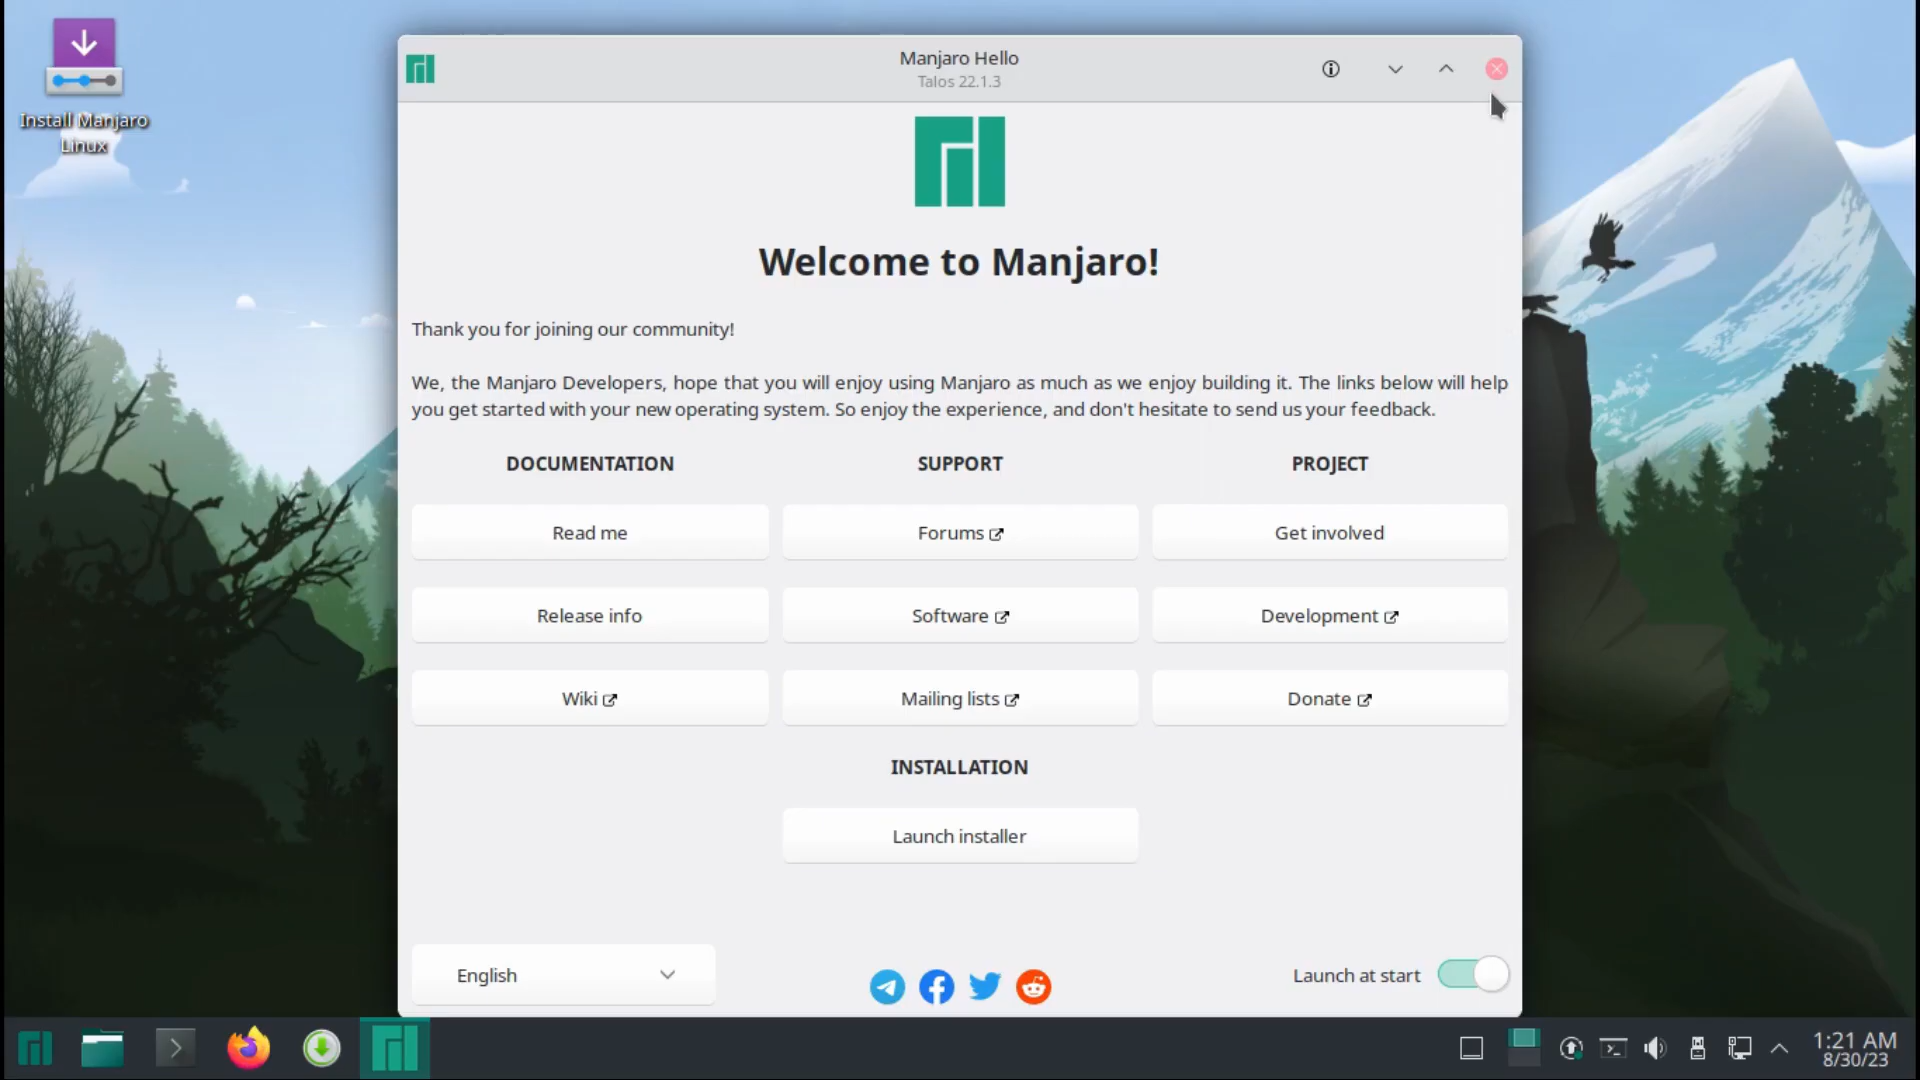 Install Manjaro
Linux
Manjaro Hello
Talos 22.1.3
Welcome to Manjaro!
Thank you for joining our community!
We, the Manjaro Developers, hope that you will enjoy using Manjaro as much as we enjoy building it. The links below will help
you get started with your new operating system. So enjoy the experience, and don't hesitate to send us your feedback.
DOCUMENTATION
SUPPORT
PROJECT
Read me
Forums
Get involved
Release info
Software
Development
Wiki
Mailing lists
Donate
INSTALLATION
Launch installer
English
Launch at start
1:21 AM
8/30/23